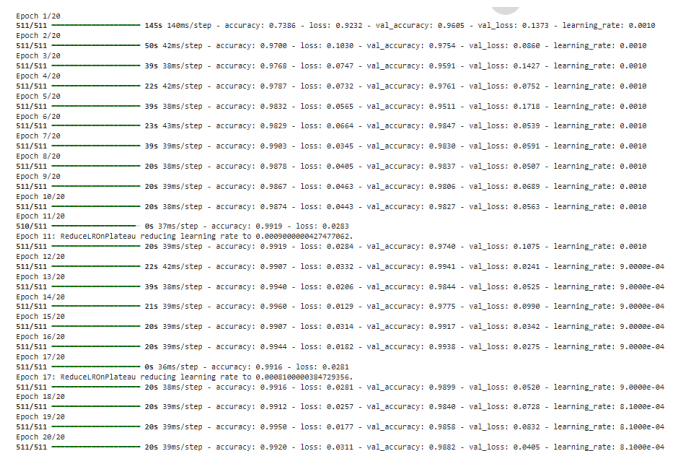 Epoch 1/20
511/511 145s 140ms/step - accuracy: 0.7386 - loss: 0.9232 - val_accuracy: 0.9605 - val_loss: 0.1373 - learning_rate: 0.0010
Epoch 2/20
511/511 50s 42ms/step - accuracy: 0.9700 - loss: 0.1030 - val_accuracy: 0.9754 - val_loss: 0.0860 - learning_rate: 0.0010
Epoch 3/20
511/511 39s 38ms/step - accuracy: 0.9768 - loss: 0.0747 - val_accuracy: 0.9591 - val_loss: 0.1427 - learning_rate: 0.0010
Epoch 4/20
511/511 22s 42ms/step - accuracy: 0.9787 - loss: 0.0732 - val_accuracy: 0.9761 - val_loss: 0.0752 - learning_rate: 0.0010
Epoch 5/20
511/511 39s 38ms/step - accuracy: 0.9832 - loss: 0.0565 - val_accuracy: 0.9511 - val_loss: 0.1718 - learning_rate: 0.0010
Epoch 6/20
511/511 23s 43ms/step - accuracy: 0.9829 - loss: 0.0664 - val_accuracy: 0.9847 - val_loss: 0.0539 - learning_rate: 0.0010
Epoch 7/20
511/511 39s 39ms/step - accuracy: 0.9903 - loss: 0.0345 - val_accuracy: 0.9830 - val_loss: 0.0591 - learning_rate: 0.0010
Epoch 8/20
511/511 20s 38ms/step - accuracy: 0.9878 - loss: 0.0405 - val_accuracy: 0.9837 - val_loss: 0.0507 - learning_rate: 0.0010
Epoch 9/20
511/511 20s 39ms/step - accuracy: 0.9867 - loss: 0.0463 - val_accuracy: 0.9806 - val_loss: 0.0689 - learning_rate: 0.0010
Epoch 10/20
511/511 20s 38ms/step - accuracy: 0.9874 - loss: 0.0443 - val_accuracy: 0.9827 - val_loss: 0.0563 - learning_rate: 0.0010
Epoch 11/20
510/511 0s 37ms/step - accuracy: 0.9919 - loss: 0.0283
Epoch 11: ReduceLROnPlateau reducing learning rate to 0.0009000000427477062.
511/511 20s 39ms/step - accuracy: 0.9919 - loss: 0.0284 - val_accuracy: 0.9740 - val_loss: 0.1075 - learning_rate: 0.0010
Epoch 12/20
511/511 22s 42ms/step - accuracy: 0.9907 - loss: 0.0332 - val_accuracy: 0.9941 - val_loss: 0.0241 - learning_rate: 9.0000e-04
Epoch 13/20
511/511 39s 38ms/step - accuracy: 0.9940 - loss: 0.0206 - val_accuracy: 0.9844 - val_loss: 0.0525 - learning_rate: 9.0000e-04
Epoch 14/20
511/511 21s 39ms/step - accuracy: 0.9960 - loss: 0.0129 - val_accuracy: 0.9775 - val_loss: 0.0990 - learning_rate: 9.0000e-04
Epoch 15/20
511/511 20s 39ms/step - accuracy: 0.9907 - loss: 0.0314 - val_accuracy: 0.9917 - val_loss: 0.0342 - learning_rate: 9.0000e-04
Epoch 16/20
511/511 20s 39ms/step - accuracy: 0.9944 - loss: 0.0182 - val_accuracy: 0.9938 - val_loss: 0.0275 - learning_rate: 9.0000e-04
Epoch 17/20
511/511 0s 36ms/step - accuracy: 0.9916 - loss: 0.0281
Epoch 17: ReduceLROnPlateau reducing learning rate to 0.0008100000384729356.
511/511 20s 38ms/step - accuracy: 0.9916 - loss: 0.0281 - val_accuracy: 0.9899 - val_loss: 0.0520 - learning_rate: 9.0000e-04
Epoch 18/20
511/511 20s 39ms/step - accuracy: 0.9912 - loss: 0.0257 - val_accuracy: 0.9840 - val_loss: 0.0728 - learning_rate: 8.1000e-04
Epoch 19/20
511/511 20s 39ms/step - accuracy: 0.9950 - loss: 0.0177 - val_accuracy: 0.9858 - val_loss: 0.0832 - learning_rate: 8.1000e-04
Epoch 20/20
511/511 20s 39ms/step - accuracy: 0.9920 - loss: 0.0311 - val_accuracy: 0.9882 - val_loss: 0.0405 - learning_rate: 8.1000e-04